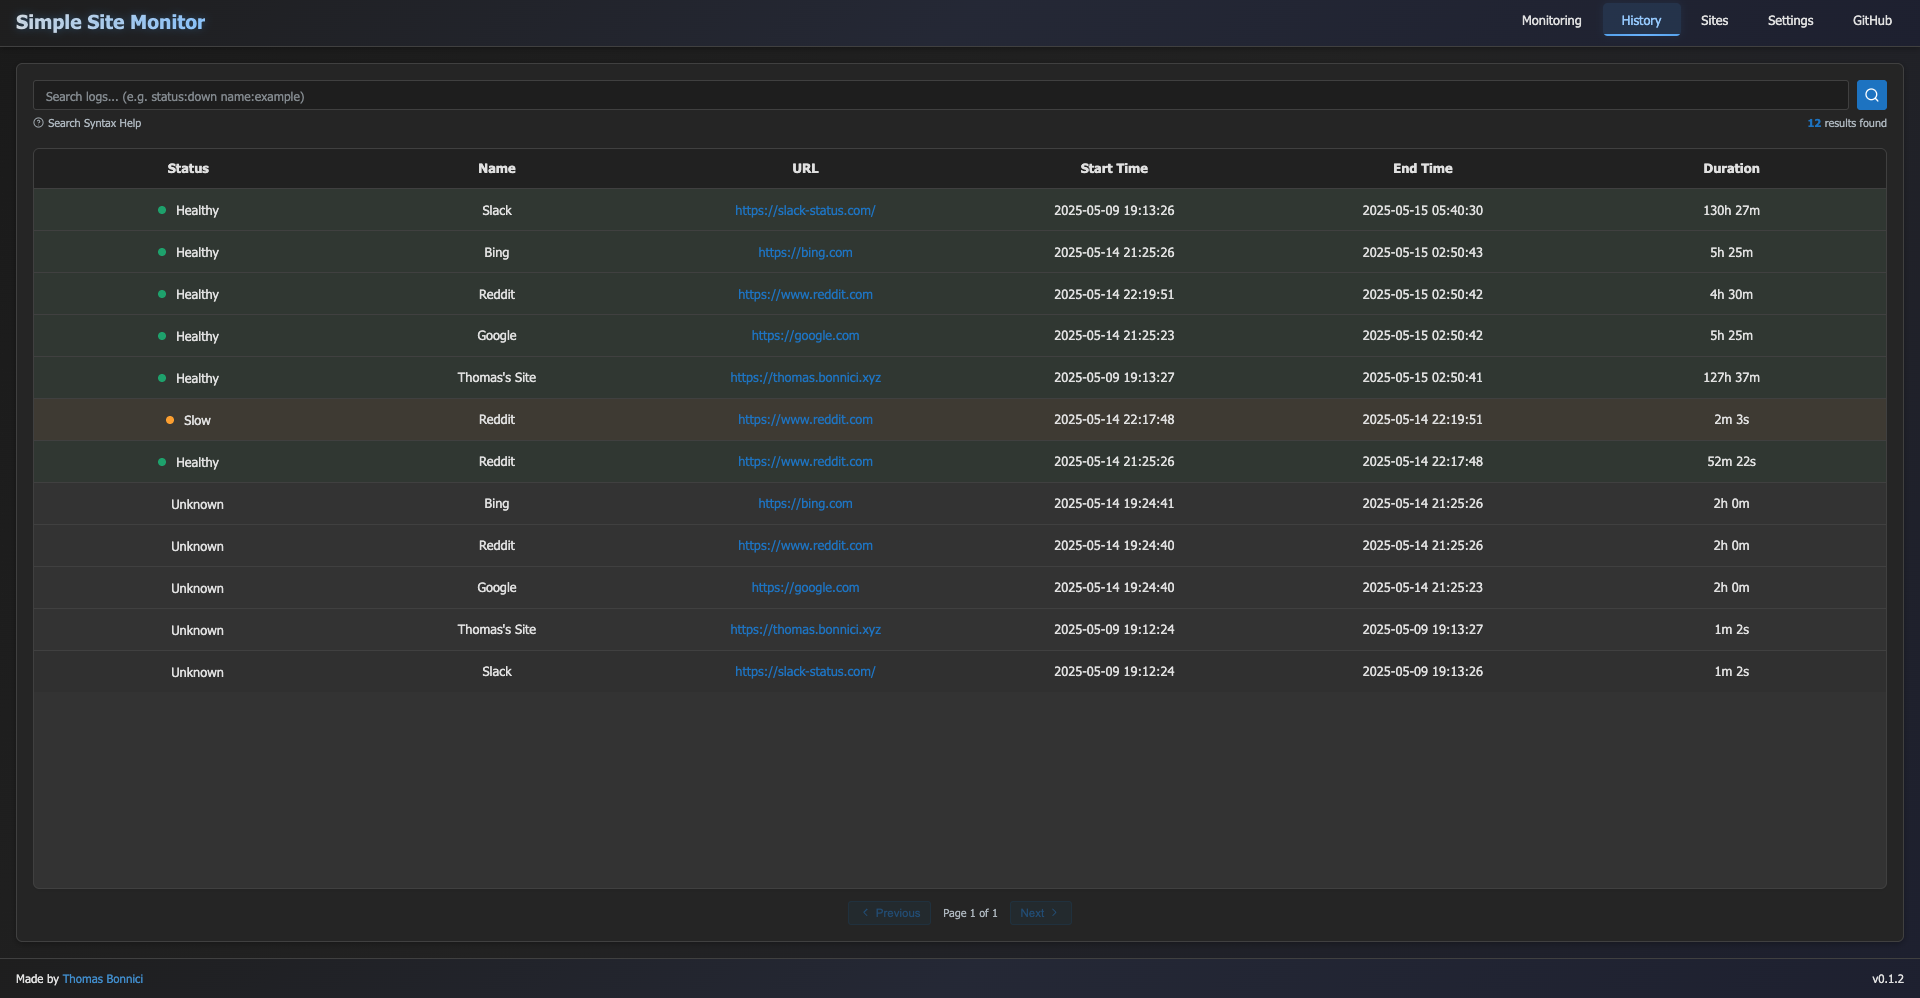 Simple Site Monitor Monitoring History Sites Settings GitHub
Search logs... (e.g. status:down name:example)
Search Syntax Help 12 results found
Status Name URL Start Time End Time Duration
Healthy Slack https://slack-status.com/ 2025-05-09 19:13:26 2025-05-15 05:40:30 130h 27m
Healthy Bing https://bing.com 2025-05-14 21:25:26 2025-05-15 02:50:43 5h 25m
Healthy Reddit https://www.reddit.com 2025-05-14 22:19:51 2025-05-15 02:50:42 4h 30m
Healthy Google https://google.com 2025-05-14 21:25:23 2025-05-15 02:50:42 5h 25m
Healthy Thomas's Site https://thomas.bonnici.xyz 2025-05-09 19:13:27 2025-05-15 02:50:41 127h 37m
Slow Reddit https://www.reddit.com 2025-05-14 22:17:48 2025-05-14 22:19:51 2m 3s
Healthy Reddit https://www.reddit.com 2025-05-14 21:25:26 2025-05-14 22:17:48 52m 22s
Unknown Bing https://bing.com 2025-05-14 19:24:41 2025-05-14 21:25:26 2h 0m
Unknown Reddit https://www.reddit.com 2025-05-14 19:24:40 2025-05-14 21:25:26 2h 0m
Unknown Google https://google.com 2025-05-14 19:24:40 2025-05-14 21:25:23 2h 0m
Unknown Thomas's Site https://thomas.bonnici.xyz 2025-05-09 19:12:24 2025-05-09 19:13:27 1m 2s
Unknown Slack https://slack-status.com/ 2025-05-09 19:12:24 2025-05-09 19:13:26 1m 2s
Previous Page 1 of 1 Next
Made by Thomas Bonnici v0.1.2